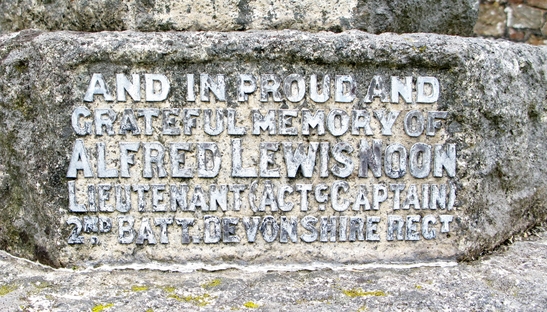 AND IN PROUD AND
GRATEFUL MEMORY OF
ALFRED LEWIS NOON
LIEUTENANT (ACTG CAPTAIN)
2ND BATT. DEVONSHIRE REGT